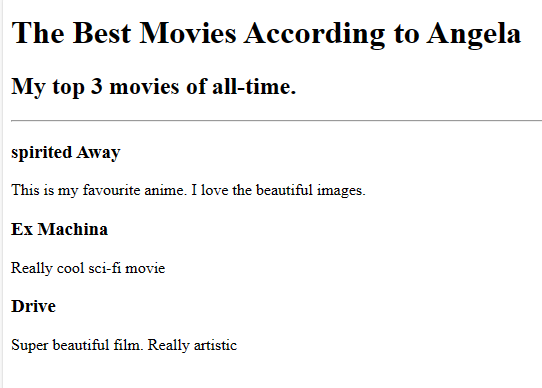 The Best Movies According to Angela
My top 3 movies of all-time.
spirited Away
This is my favourite anime. I love the beautiful images.
Ex Machina
Really cool sci-fi movie
Drive
Super beautiful film. Really artistic